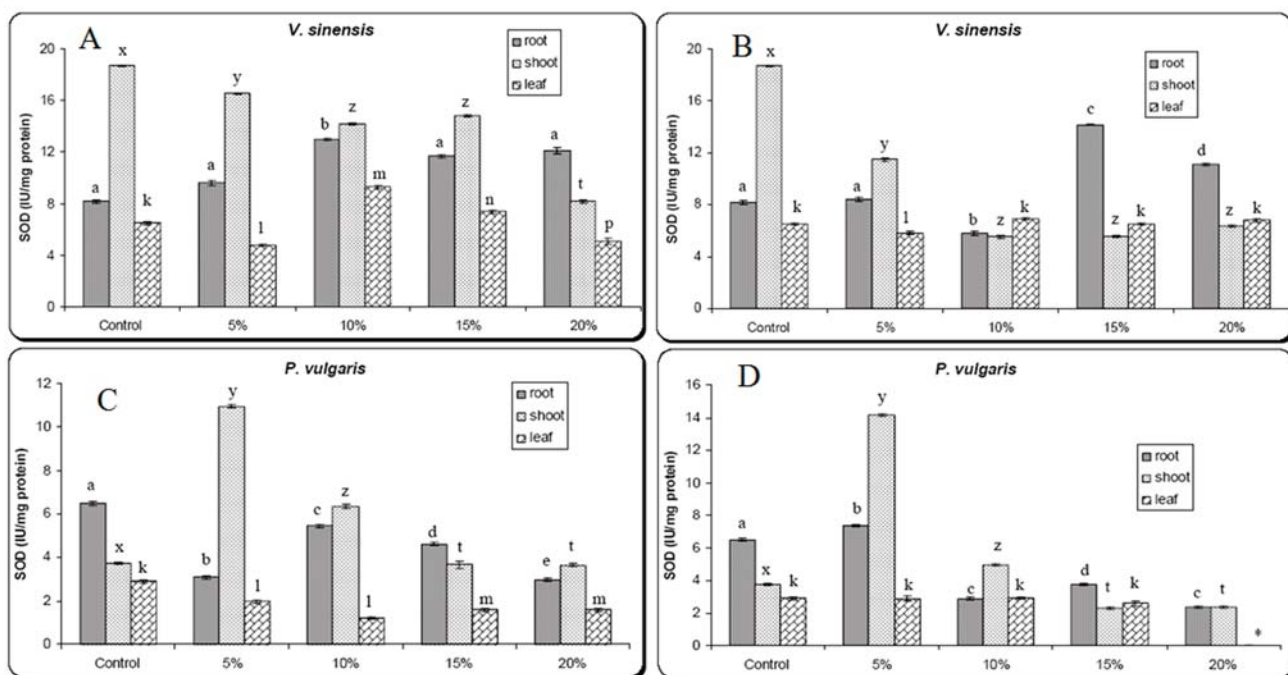 A
V. sinensis
root
shoot
leaf
SOD (IU/mg protein)
20
16
12
8
4
0
a x k
a y l
b z m
a z n
a t p
Control 5% 10% 15% 20%
B
V. sinensis
root
shoot
leaf
SOD (IU/mg protein)
20
16
12
8
4
0
a x k
a y l
b z k
c z k
d z k
Control 5% 10% 15% 20%
C
P. vulgaris
root
shoot
leaf
SOD (IU/mg protein)
12
10
8
6
4
2
0
a x k
b y l
c z l
d t m
e t m
Control 5% 10% 15% 20%
D
P. vulgaris
root
shoot
leaf
SOD (IU/mg protein)
16
14
12
10
8
6
4
2
0
a x k
b y k
c z k
d t k
c t *
Control 5% 10% 15% 20%